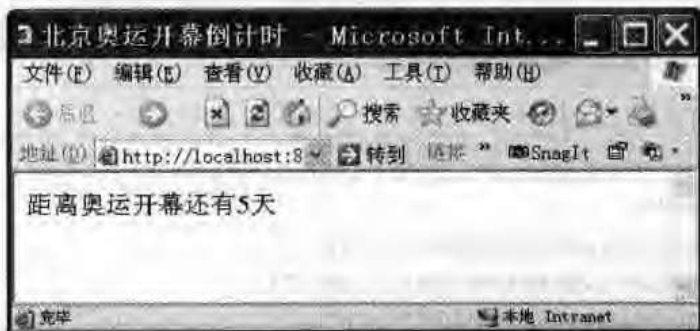 北京奥运开幕倒计时 - Microsoft Int...
文件(F) 编辑(E) 查看(V) 收藏(A) 工具(T) 帮助(H)
后退 搜索 收藏夹 »
地址(D) http://localhost:8 转到 链接 » SnagIt
距离奥运开幕还有5天
完毕 本地 Intranet